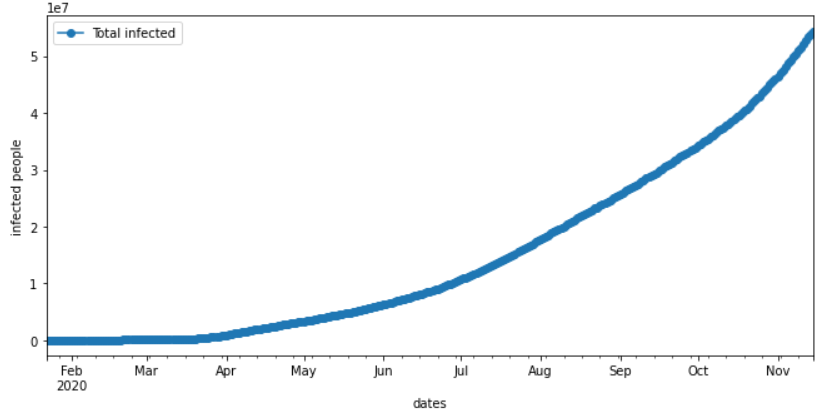 1e7
Total infected
5
4
3
2
1
0
infected people
Feb Mar Apr May Jun Jul Aug Sep Oct Nov
2020
dates